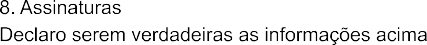 8. Assinaturas
Declaro serem verdadeiras as informações acima